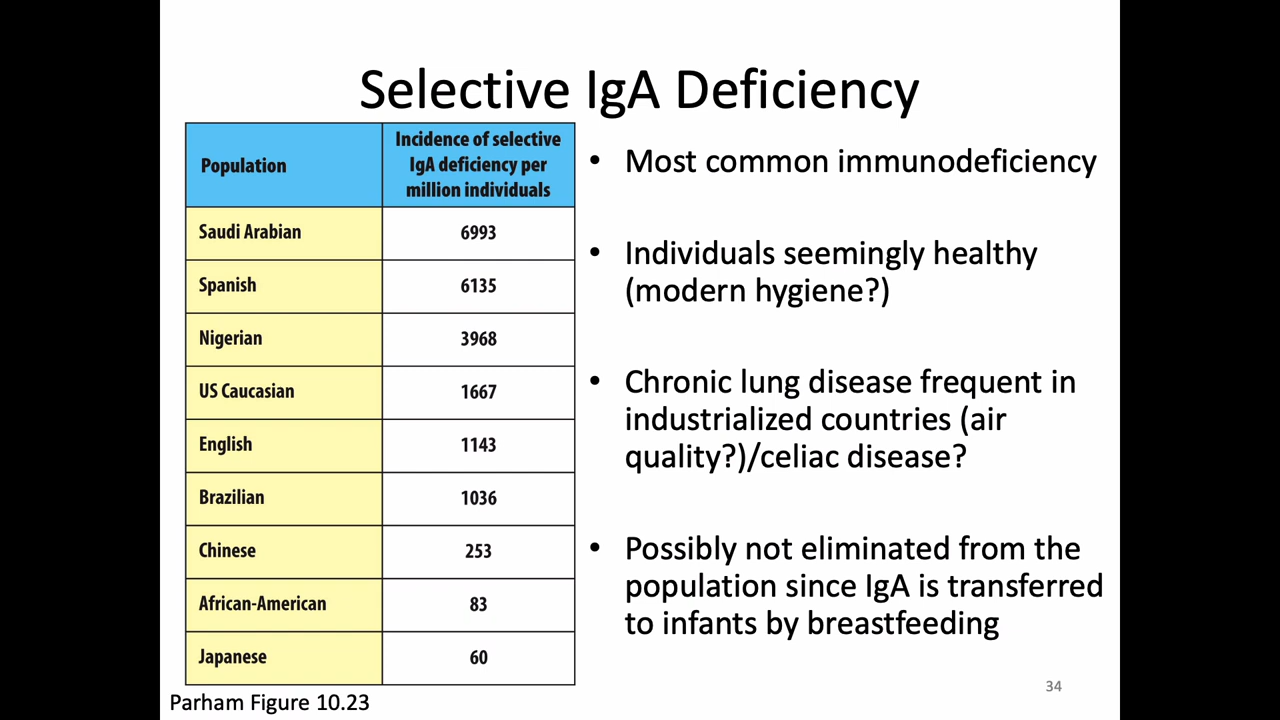 Selective IgA Deficiency
Population
Incidence of selective
IgA deficiency per
million individuals
Saudi Arabian 6993
Spanish 6135
Nigerian 3968
US Caucasian 1667
English 1143
Brazilian 1036
Chinese 253
African-American 83
Japanese 60
Parham Figure 10.23
• Most common immunodeficiency
• Individuals seemingly healthy
(modern hygiene?)
• Chronic lung disease frequent in
industrialized countries (air
quality?)/celiac disease?
• Possibly not eliminated from the
population since IgA is transferred
to infants by breastfeeding
34